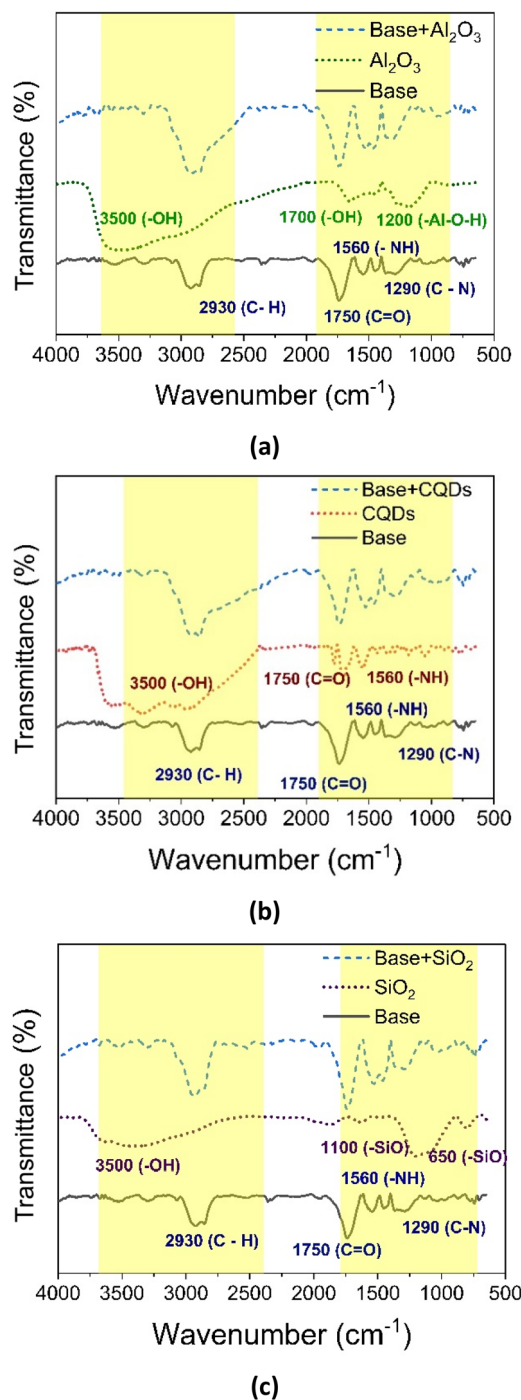 (a)
Base+Al₂O₃
Al₂O₃
Base
Transmittance (%)
3500 (-OH)
1700 (-OH)
1200 (-Al-O-H)
1560 (- NH)
2930 (C- H)
1290 (C - N)
1750 (C=O)
4000 3500 3000 2500 2000 1500 1000 500
Wavenumber (cm⁻¹)
(a)
Base+CQDs
CQDs
Base
Transmittance (%)
3500 (-OH)
1750 (C=O)
1560 (-NH)
1560 (-NH)
2930 (C- H)
1290 (C-N)
1750 (C=O)
4000 3500 3000 2500 2000 1500 1000 500
Wavenumber (cm⁻¹)
(b)
Base+SiO₂
SiO₂
Base
Transmittance (%)
1100 (-SiO)
650 (-SiO)
3500 (-OH)
1560 (-NH)
2930 (C - H)
1290 (C-N)
1750 (C=O)
4000 3500 3000 2500 2000 1500 1000 500
Wavenumber (cm⁻¹)
(c)